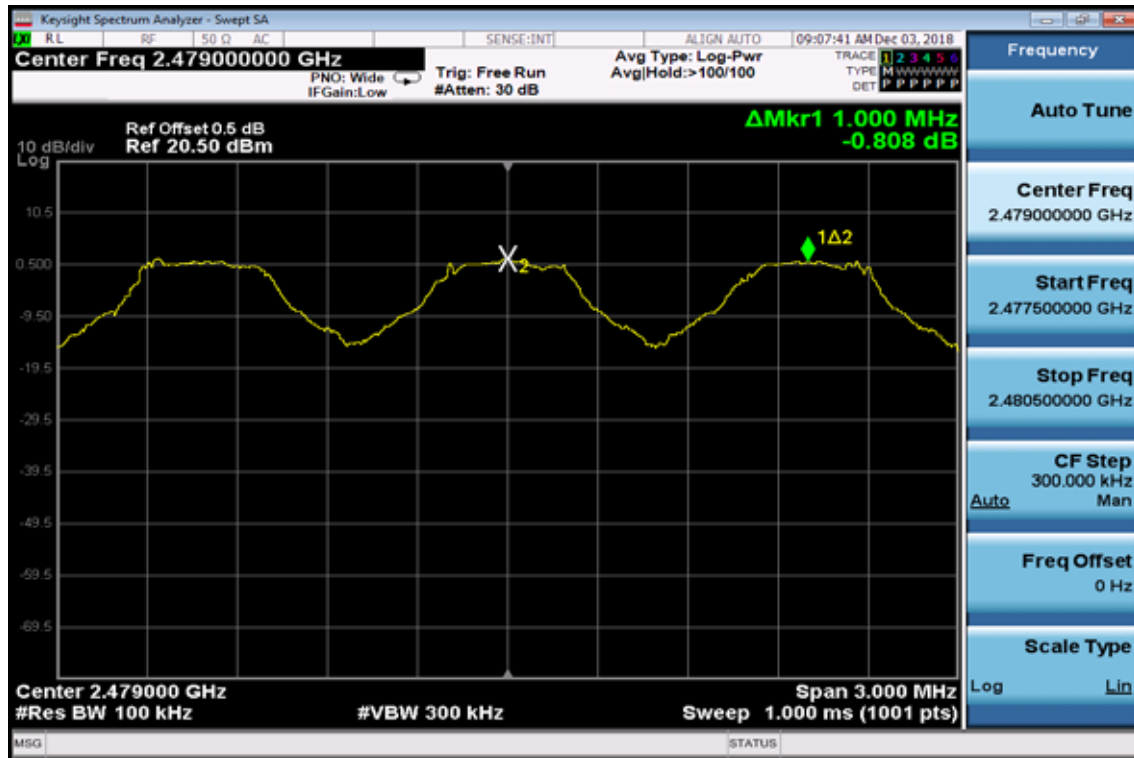 Keysight Spectrum Analyzer - Swept SA
RL RF 50 Ω AC SENSE:INT ALIGN AUTO 09:07:41 AM Dec 03, 2018
Center Freq 2.479000000 GHz
PNO: Wide
IFGain:Low
Trig: Free Run
#Atten: 30 dB
Avg Type: Log-Pwr
Avg|Hold:>100/100
TRACE 1 2 3 4 5 6
TYPE M WWWWW
DET P P P P P P
ΔMkr1 1.000 MHz
-0.808 dB
Ref Offset 0.5 dB
10 dB/div Ref 20.50 dBm
Log
10.5
0.500
-9.50
-19.5
-29.5
-39.5
-49.5
-59.5
-69.5
X2
1Δ2
Center 2.479000 GHz Span 3.000 MHz
#Res BW 100 kHz #VBW 300 kHz Sweep 1.000 ms (1001 pts)
MSG STATUS
Frequency
Auto Tune
Center Freq
2.479000000 GHz
Start Freq
2.477500000 GHz
Stop Freq
2.480500000 GHz
CF Step
300.000 kHz
Auto Man
Freq Offset
0 Hz
Scale Type
Log Lin